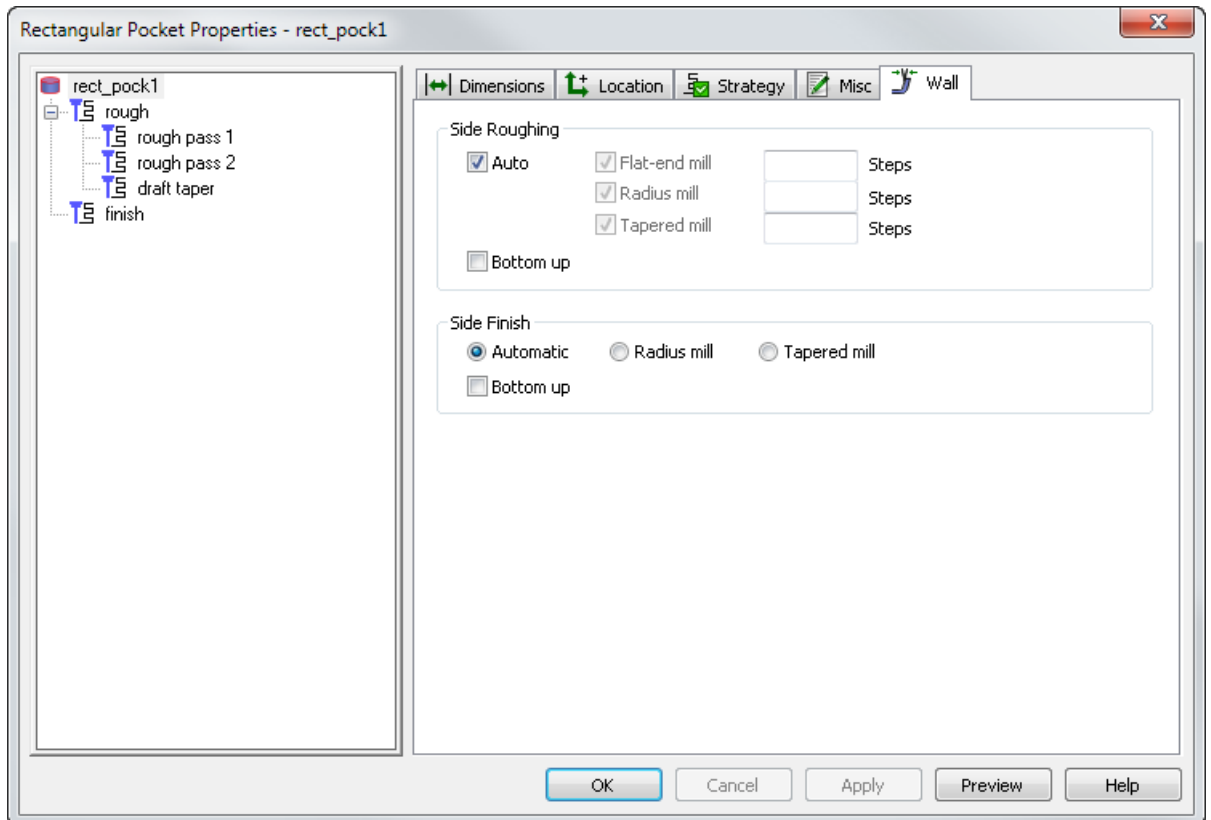 Rectangular Pocket Properties - rect_pock1
rect_pock1
rough
rough pass 1
rough pass 2
draft taper
finish
Dimensions Location Strategy Misc Wall
Side Roughing
Auto Flat-end mill Steps
Radius mill Steps
Tapered mill Steps
Bottom up
Side Finish
Automatic Radius mill Tapered mill
Bottom up
OK Cancel Apply Preview Help